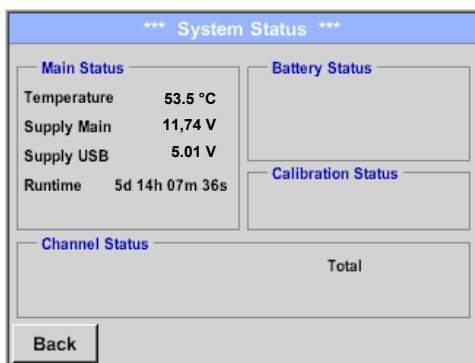 *** System Status ***
Main Status
Temperature 53.5 °C
Supply Main 11,74 V
Supply USB 5.01 V
Runtime 5d 14h 07m 36s
Battery Status
Calibration Status
Channel Status
Total
Back